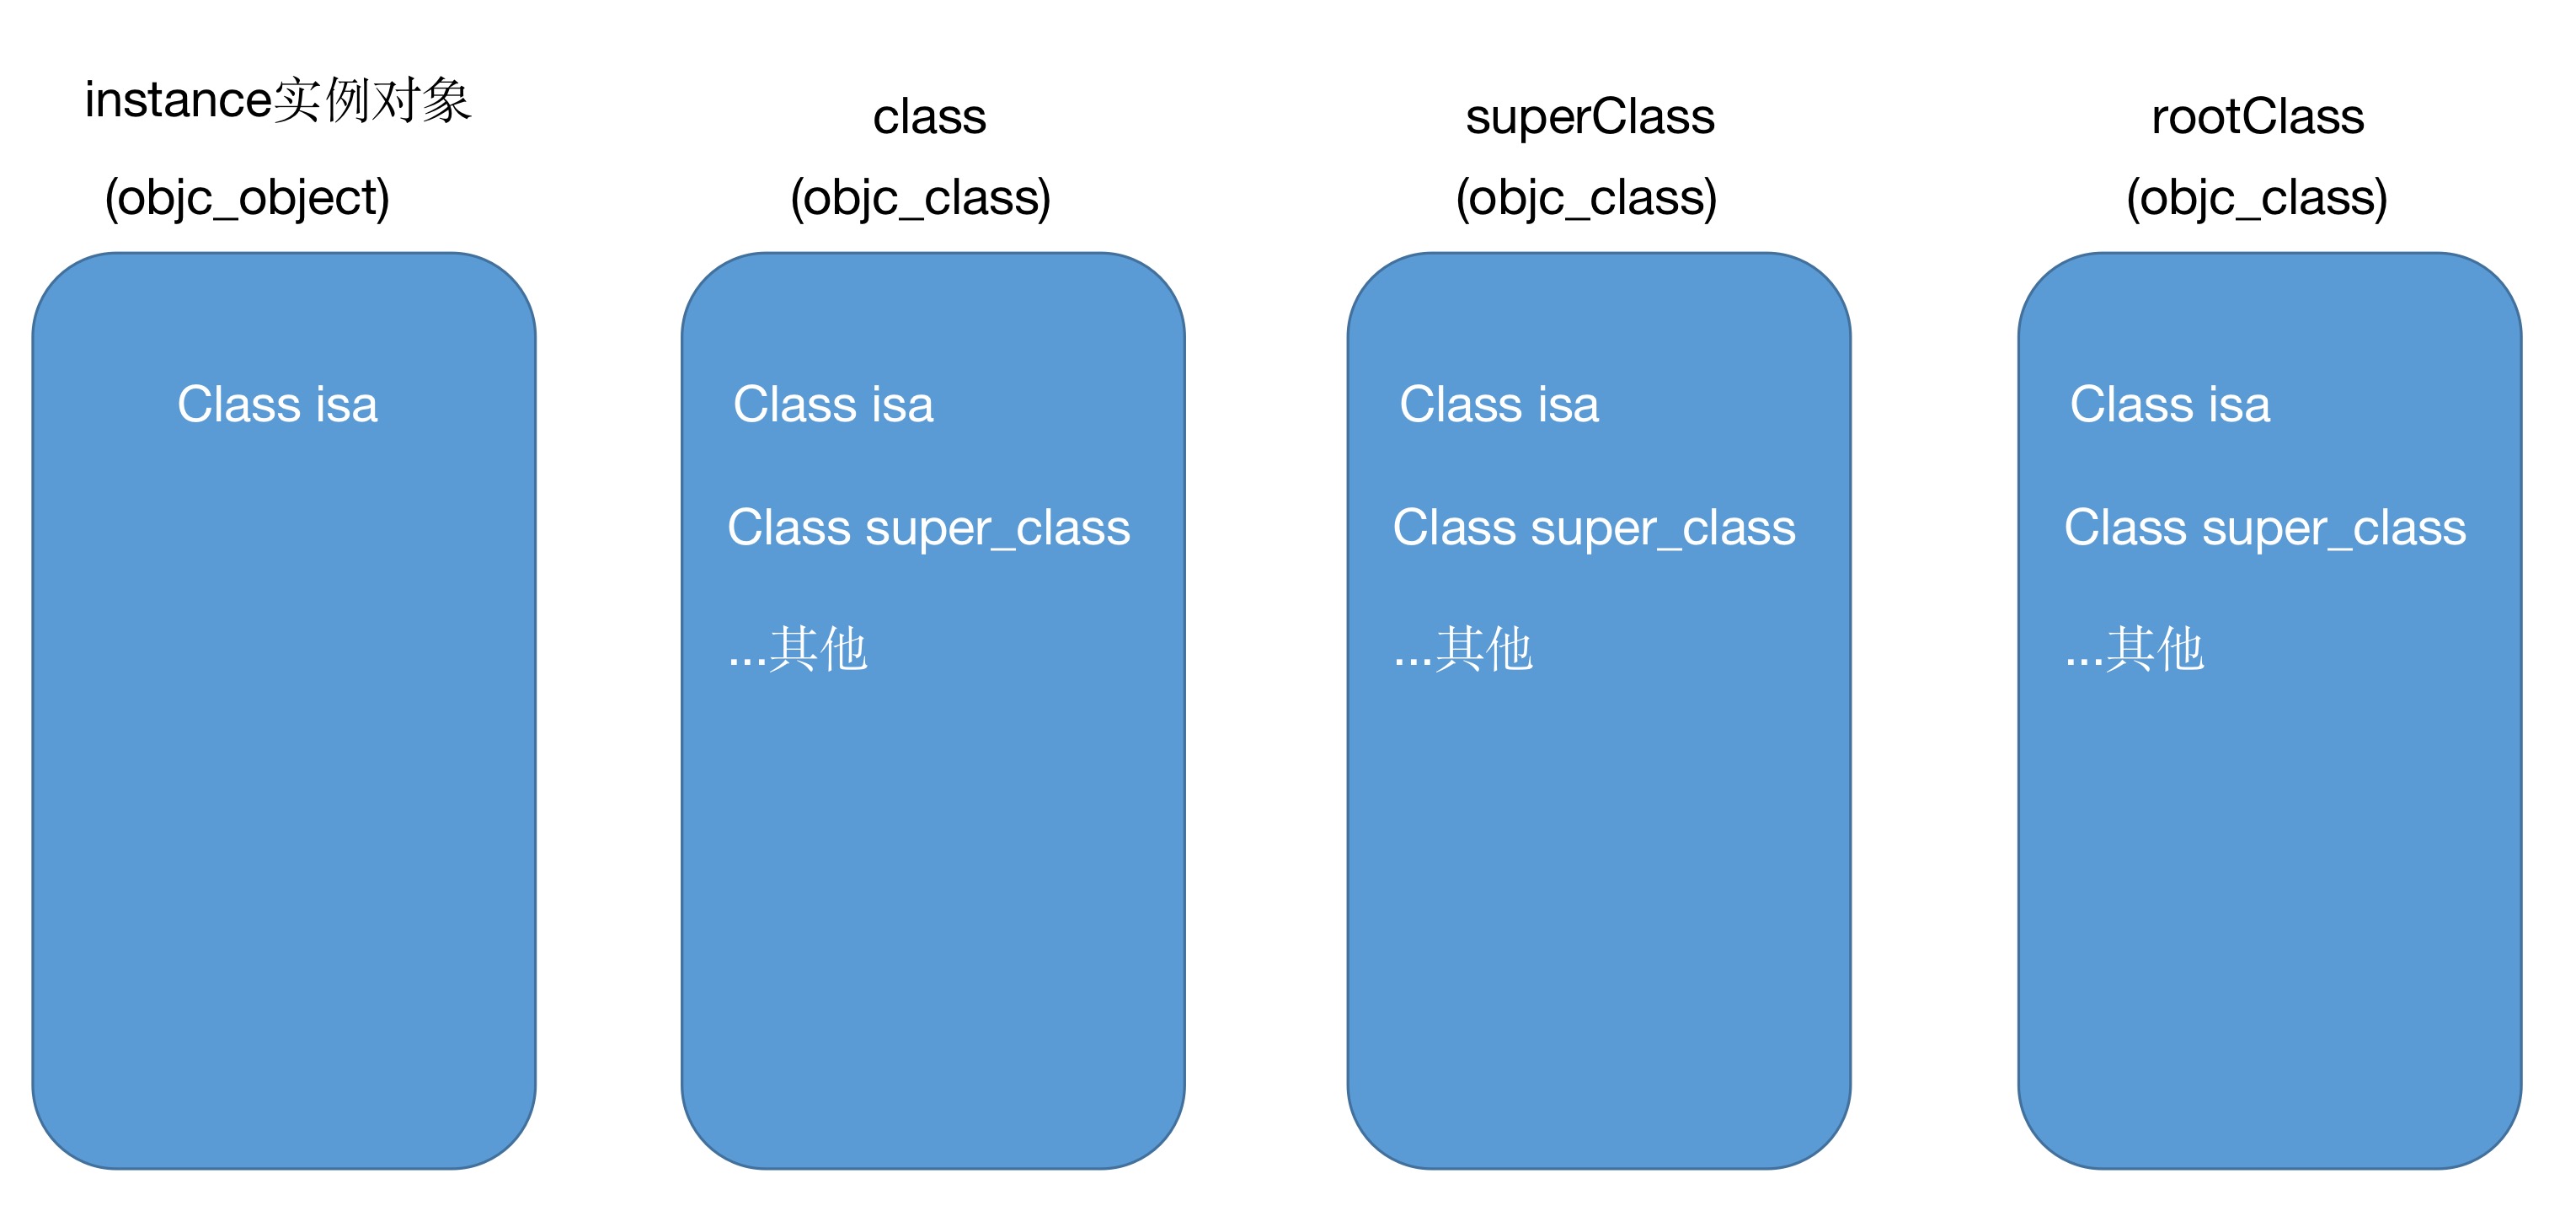 instance实例对象
(objc_object)
Class isa
class
(objc_class)
Class isa
Class super_class
...其他
superClass
(objc_class)
Class isa
Class super_class
...其他
rootClass
(objc_class)
Class isa
Class super_class
...其他